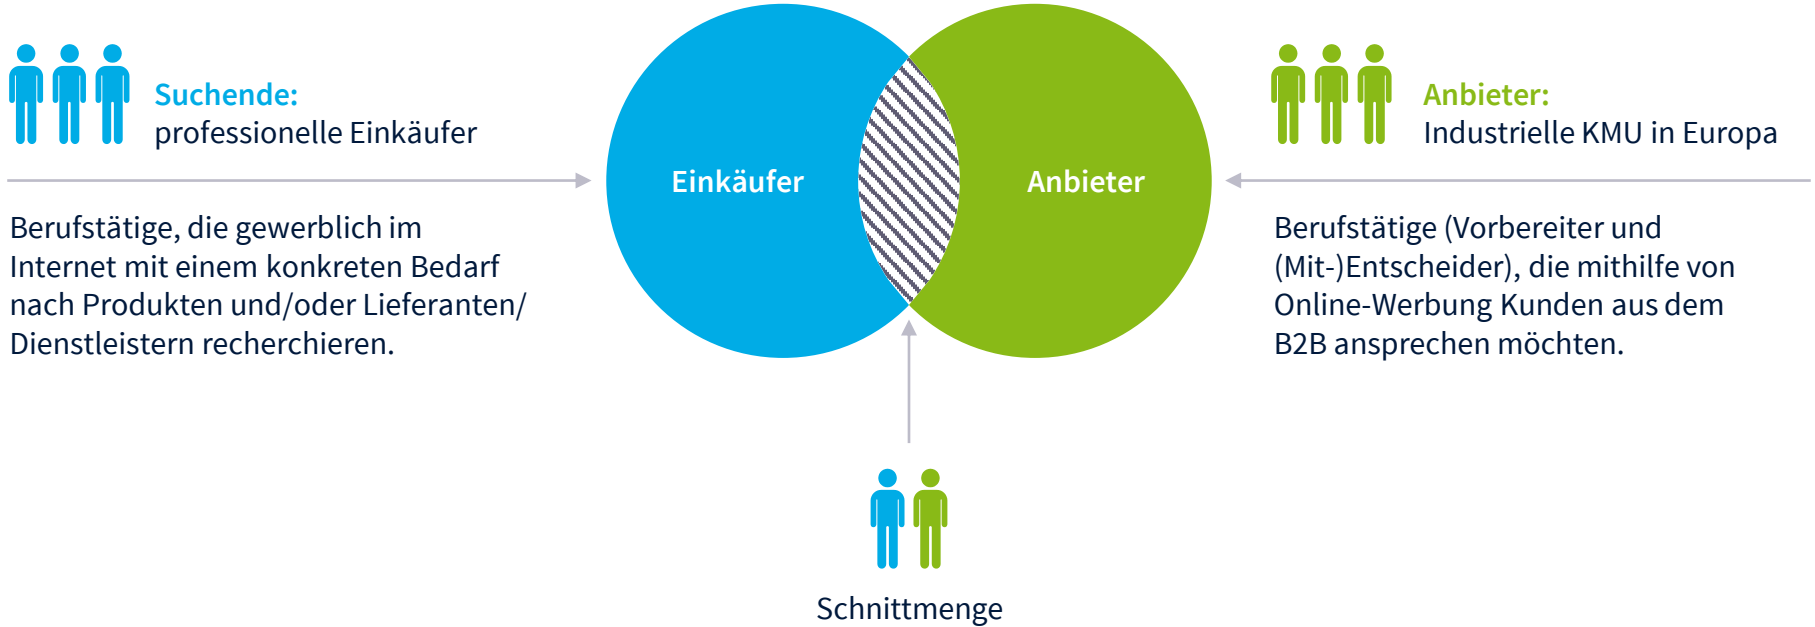 Suchende:
professionelle Einkäufer
Berufstätige, die gewerblich im
Internet mit einem konkreten Bedarf
nach Produkten und/oder Lieferanten/
Dienstleistern recherchieren.
Einkäufer
Anbieter
Anbieter:
Industrielle KMU in Europa
Berufstätige (Vorbereiter und
(Mit-)Entscheider), die mithilfe von
Online-Werbung Kunden aus dem
B2B ansprechen möchten.
Schnittmenge